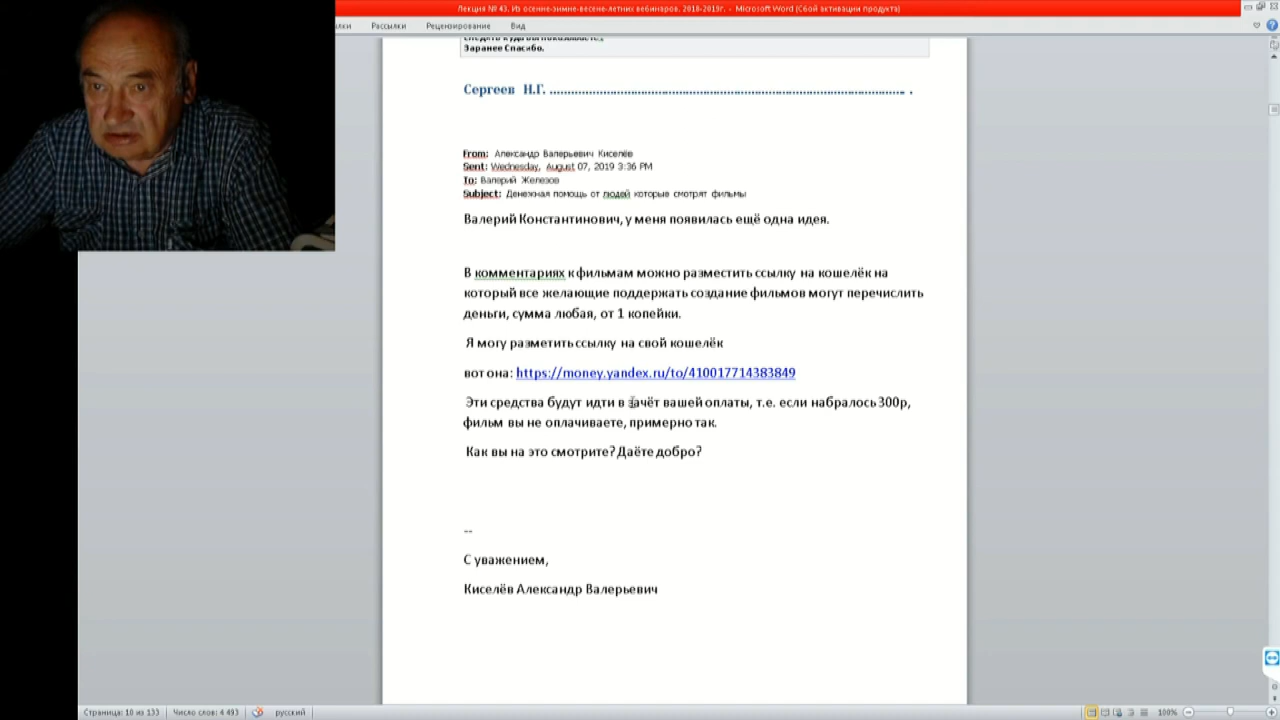 Лекция № 43. Из осенне-зимне-весене-летних вебинаров. 2018-2019г. - Microsoft Word (Сбой активации продукта)
Рассылки Рецензирование Вид
Заранее Спасибо.
Сергеев Н.Г. .................................................................................................. .
From: Александр Валерьевич Киселёв
Sent: Wednesday, August 07, 2019 3:36 PM
To: Валерий Железов
Subject: Денежная помощь от людей которые смотрят фильмы
Валерий Константинович, у меня появилась ещё одна идея.
В комментариях к фильмам можно разместить ссылку на кошелёк на
который все желающие поддержать создание фильмов могут перечислить
деньги, сумма любая, от 1 копейки.
Я могу разметить ссылку на свой кошелёк
вот она: https://money.yandex.ru/to/410017714383849
Эти средства будут идти в зачёт вашей оплаты, т.е. если набралось 300р,
фильм вы не оплачиваете, примерно так.
Как вы на это смотрите? Даёте добро?
--
С уважением,
Киселёв Александр Валерьевич
Страница: 10 из 133 Число слов: 4 493 русский 100%